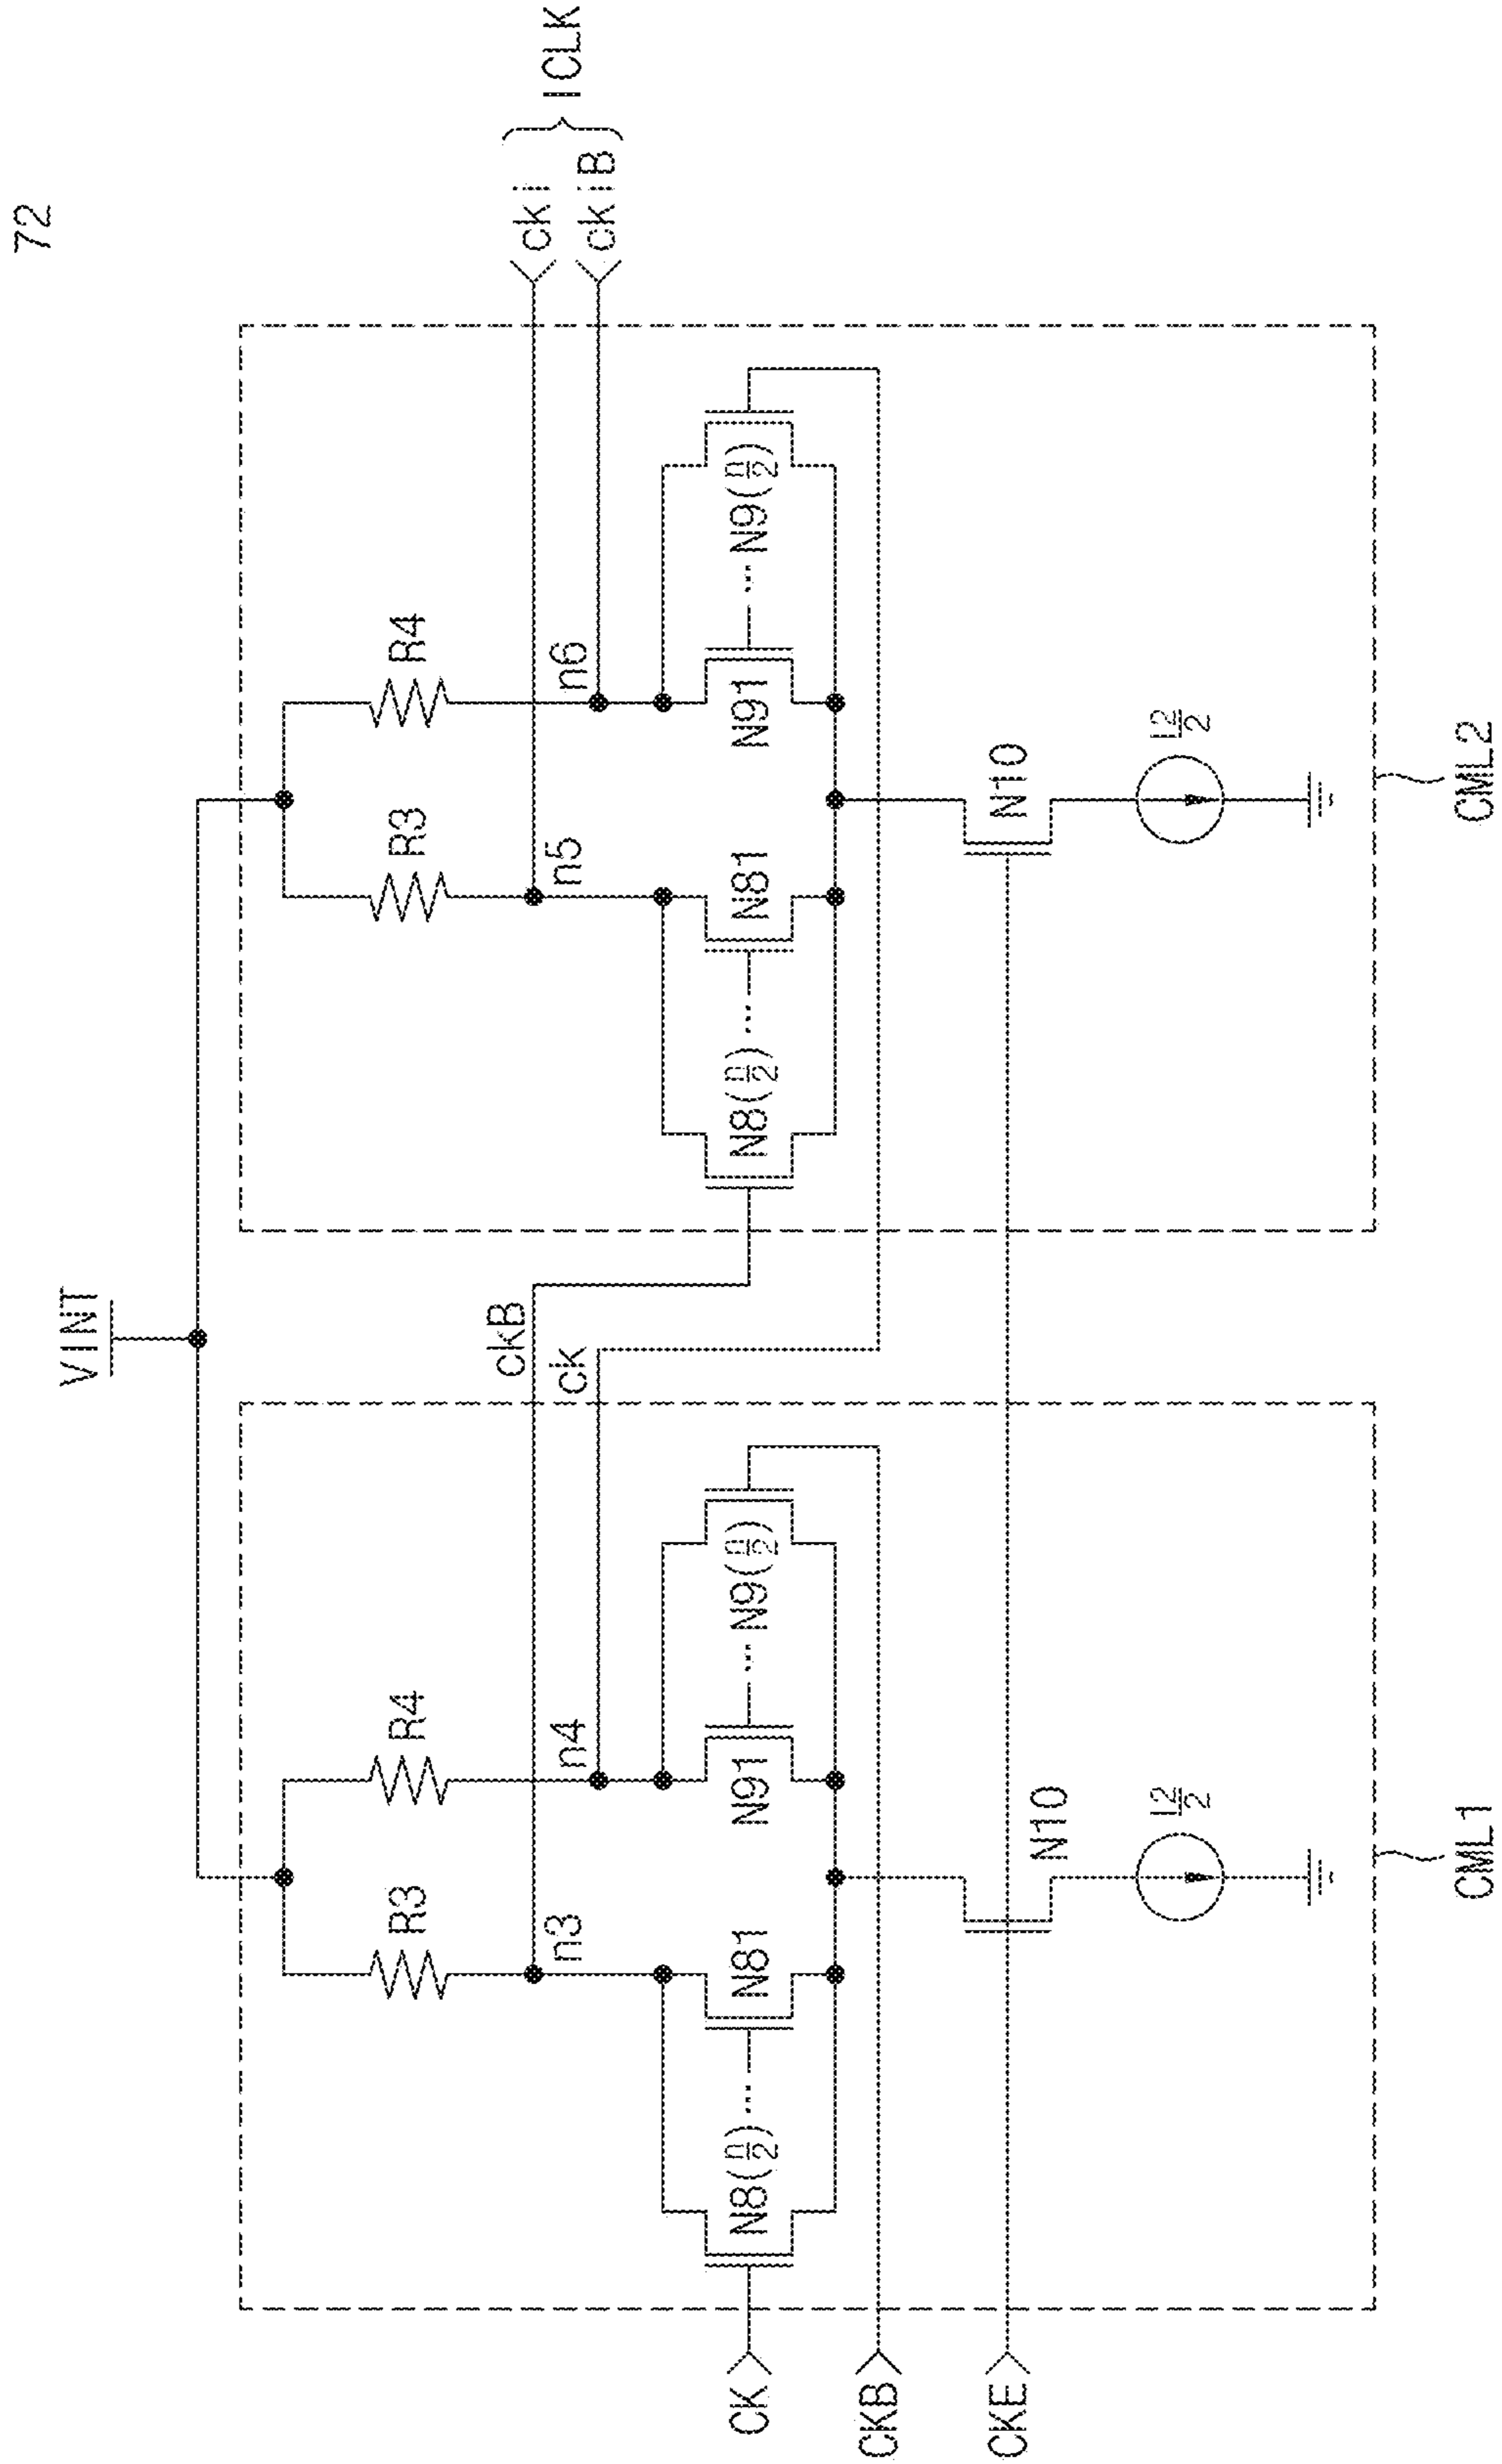 72
VINT
R3
R4
R3
R4
ckB
ck
n3
n4
n5
n6
cki
ckiB
ICLK
N8(n/2)
...
N81
N91
...
N9(n/2)
N8(n/2)
...
N81
N91
...
N9(n/2)
CK
CKB
CKE
N10
N10
I2/2
I2/2
CML1
CML2